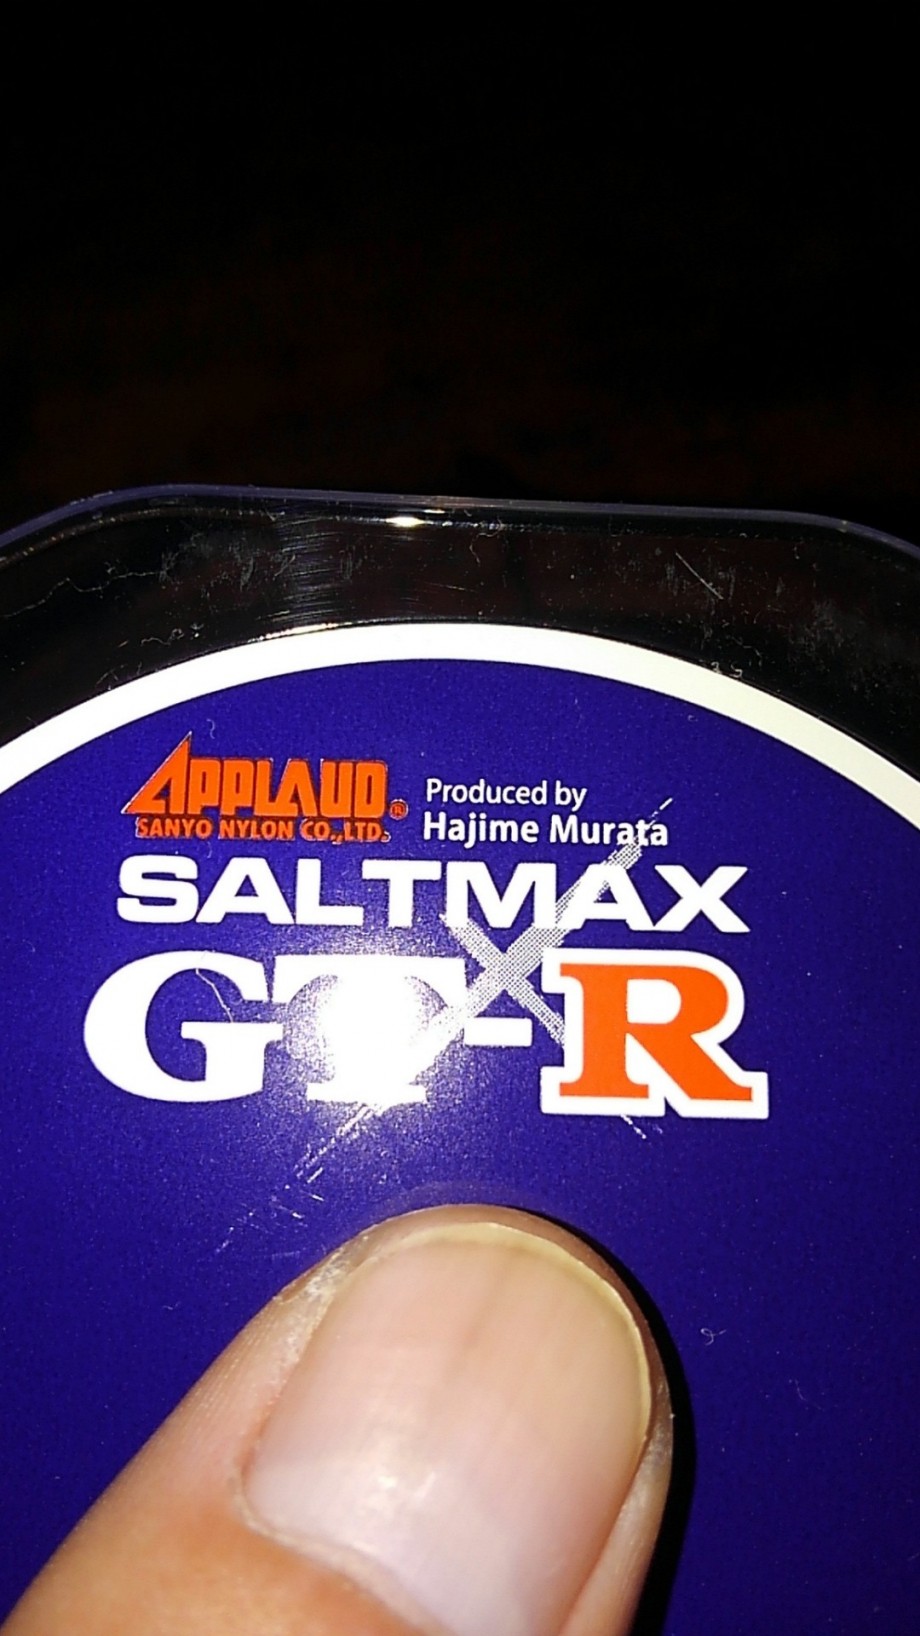 APPLAUD®
SANYO NYLON CO.,LTD.
Produced by
Hajime Murata
SALTMAX
GT-R